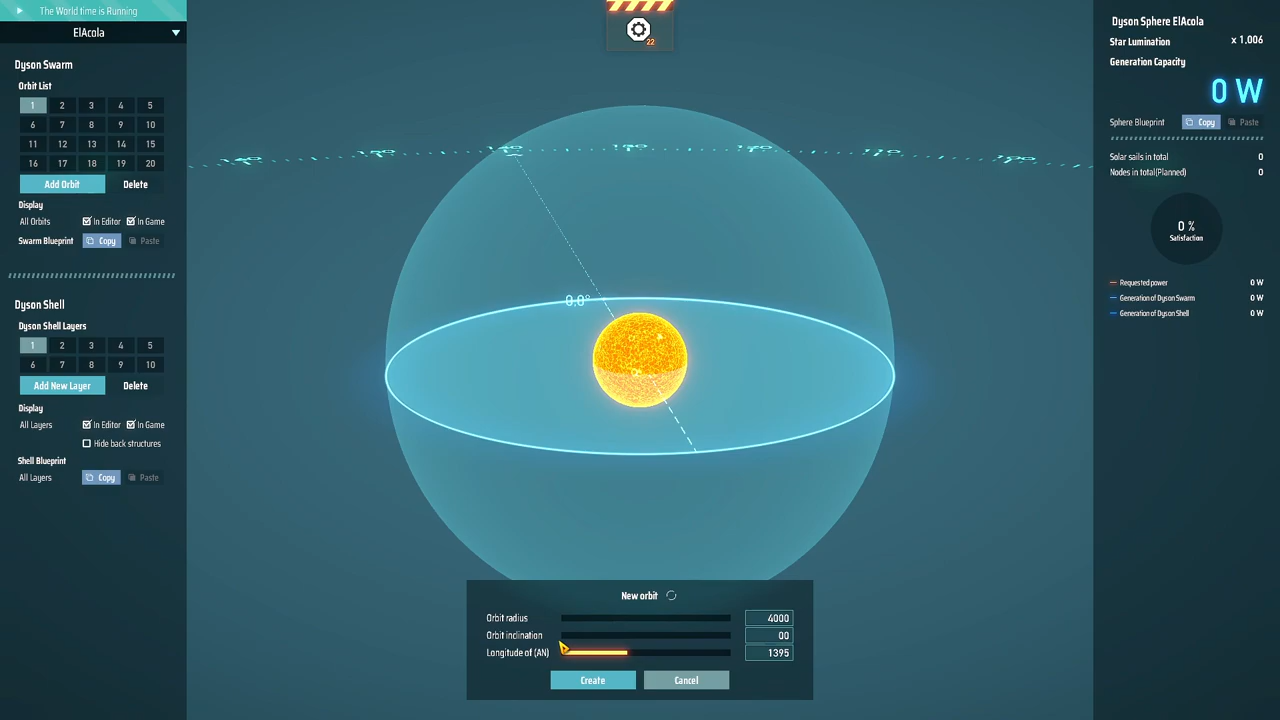 The World time is Running
ElAcola
Dyson Swarm
Orbit List
1 2 3 4 5
6 7 8 9 10
11 12 13 14 15
16 17 18 19 20
Add Orbit Delete
Display
All Orbits In Editor In Game
Swarm Blueprint Copy Paste
Dyson Shell
Dyson Shell Layers
1 2 3 4 5
6 7 8 9 10
Add New Layer Delete
Display
All Layers In Editor In Game
Hide back structures
Shell Blueprint
All Layers Copy Paste
22
0.0°
New orbit
Orbit radius 4000
Orbit inclination 00
Longitude of (AN) 1395
Create Cancel
Dyson Sphere ElAcola
Star Lumination x 1,006
Generation Capacity
0 W
Sphere Blueprint Copy Paste
Solar sails in total 0
Nodes in total(Planned) 0
0 %
Satisfaction
Requested power 0 W
Generation of Dyson Swarm 0 W
Generation of Dyson Shell 0 W